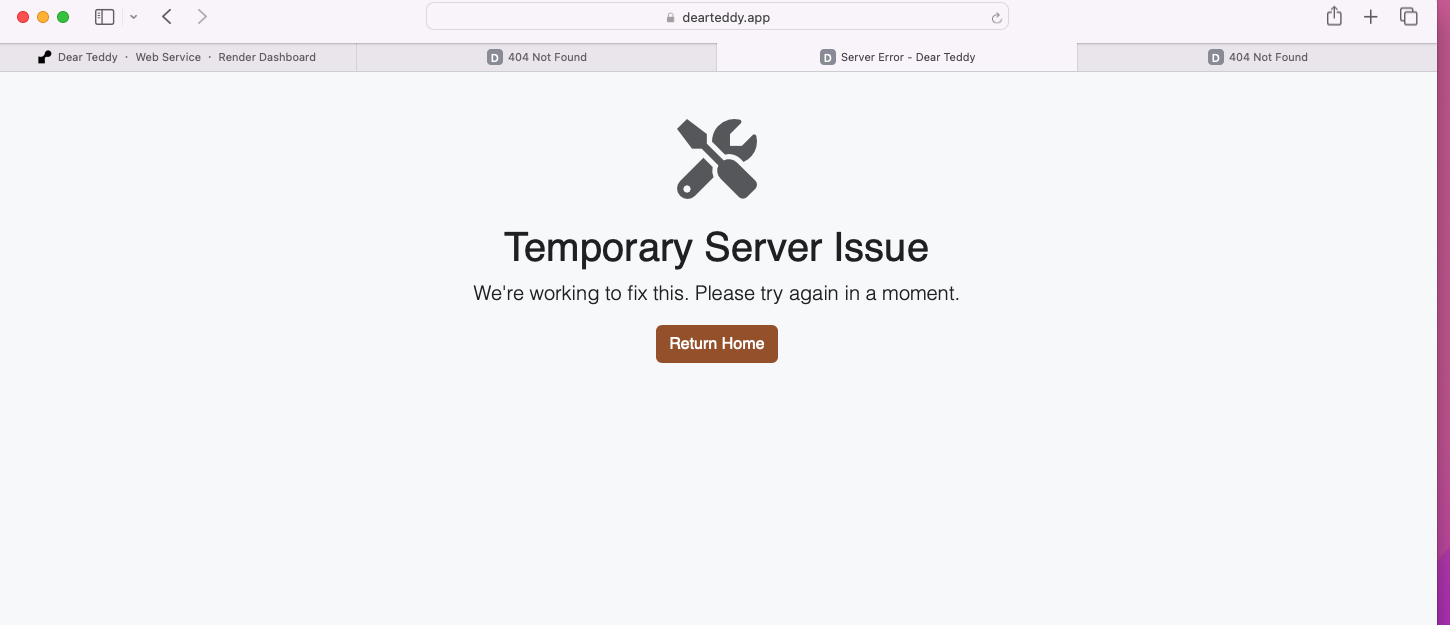 dearteddy.app
Dear Teddy · Web Service · Render Dashboard
D 404 Not Found
D Server Error - Dear Teddy
D 404 Not Found
Temporary Server Issue
We're working to fix this. Please try again in a moment.
Return Home